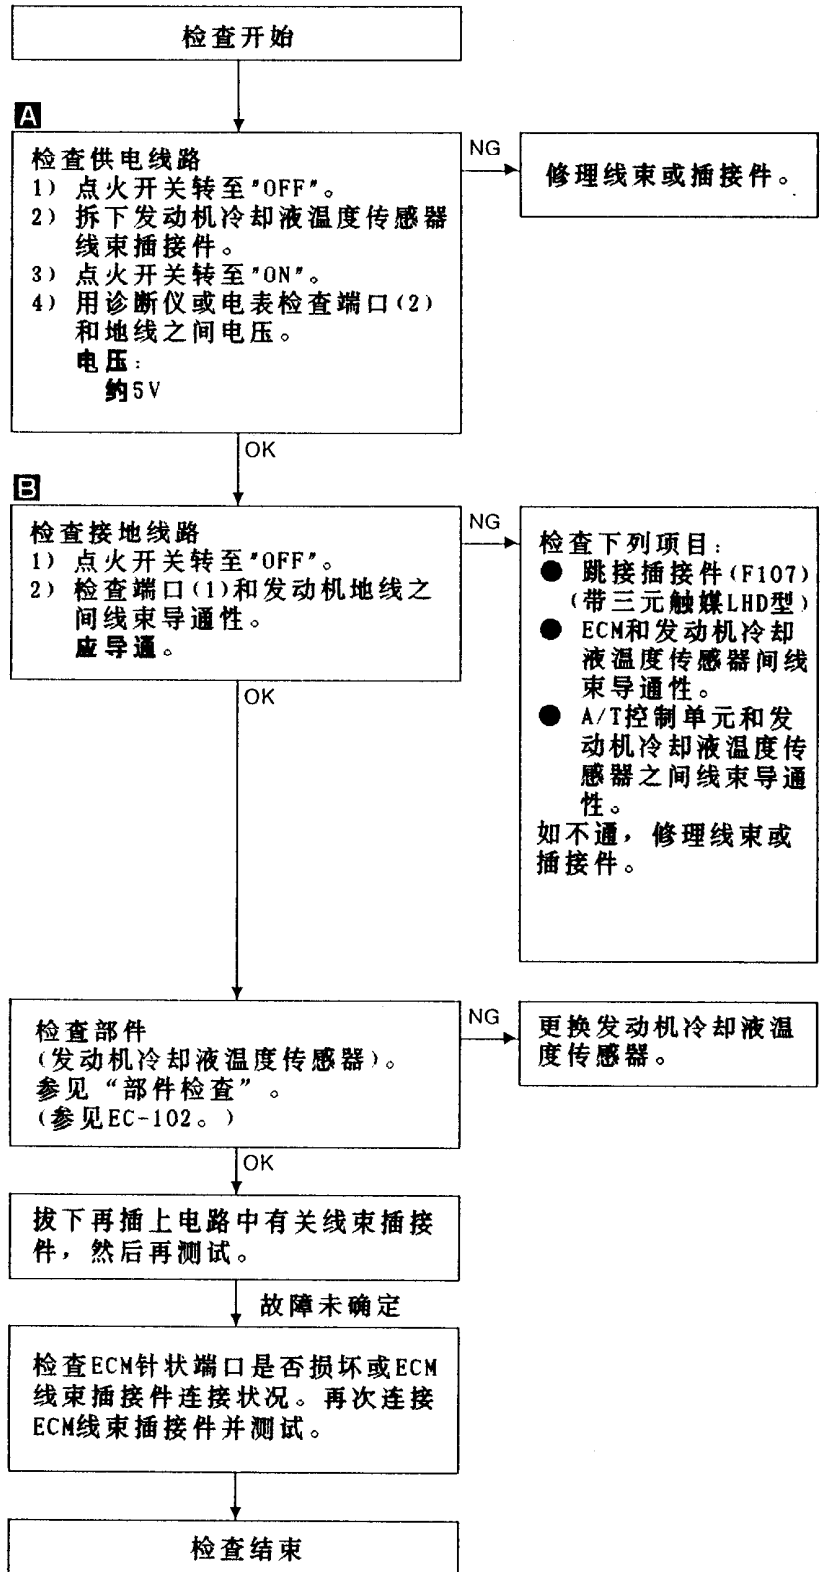 检查开始
A
检查供电线路
1) 点火开关转至"OFF"。
2) 拆下发动机冷却液温度传感器
线束插接件。
3) 点火开关转至"ON"。
4) 用诊断仪或电表检查端口(2)
和地线之间电压。
电压:
约5V
NG
修理线束或插接件。
OK
B
检查接地线路
1) 点火开关转至"OFF"。
2) 检查端口(1)和发动机地线之
间线束导通性。
应导通。
NG
检查下列项目:
● 跳接插接件(F107)
(带三元触媒LHD型)
● ECM和发动机冷却
液温度传感器间线
束导通性。
● A/T控制单元和发
动机冷却液温度传
感器之间线束导通
性。
如不通,修理线束或
插接件。
OK
检查部件
(发动机冷却液温度传感器)。
参见“部件检查”。
(参见EC-102。)
NG
更换发动机冷却液温
度传感器。
OK
拔下再插上电路中有关线束插接
件,然后再测试。
故障未确定
检查ECM针状端口是否损坏或ECM
线束插接件连接状况。再次连接
ECM线束插接件并测试。
检查结束